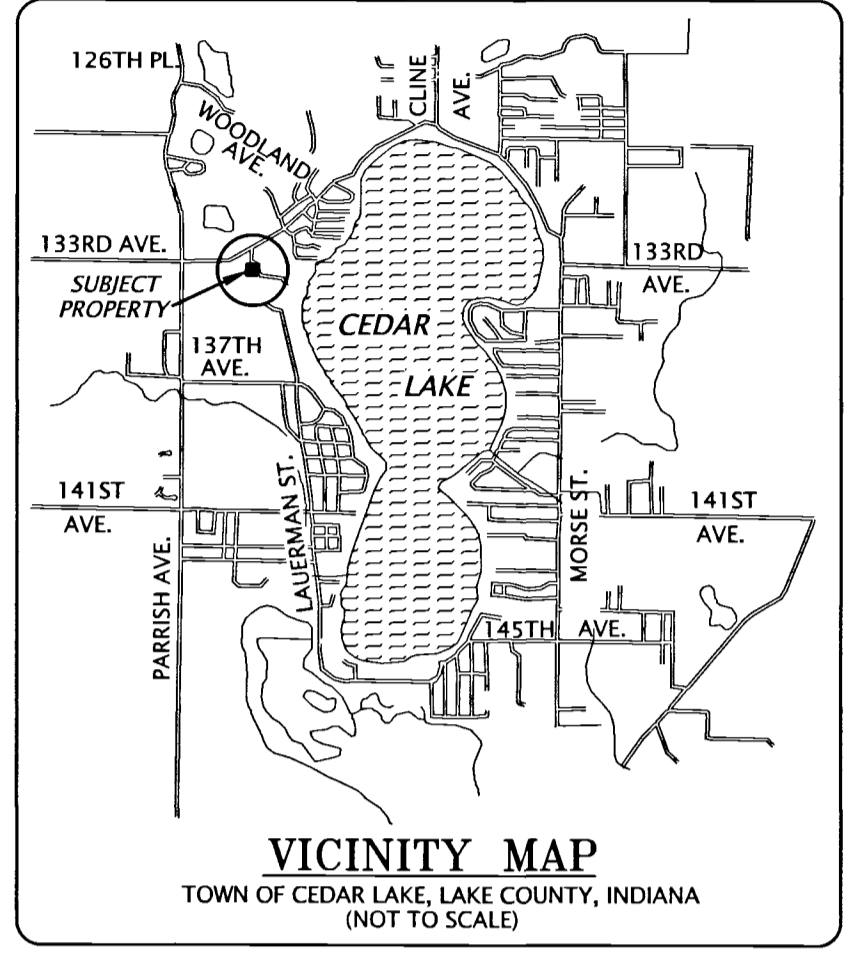 126TH PL.
CLINE
AVE.
WOODLAND
AVE.
133RD AVE.
133RD
AVE.
SUBJECT
PROPERTY
CEDAR
LAKE
137TH
AVE.
141ST
AVE.
LAUERMAN ST.
MORSE ST.
141ST
AVE.
PARRISH AVE.
145TH AVE.
VICINITY MAP
TOWN OF CEDAR LAKE, LAKE COUNTY, INDIANA
(NOT TO SCALE)